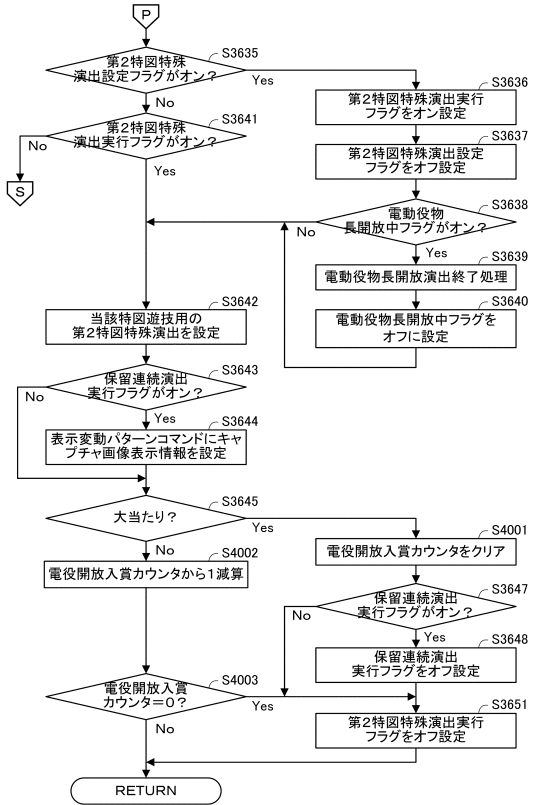 P
S3635
第2特図特殊
演出設定フラグがオン？
Yes
No
S3636
第2特図特殊演出実行
フラグをオン設定
S3641
第2特図特殊
演出実行フラグがオン？
No
Yes
S
S3637
第2特図特殊演出設定
フラグをオフ設定
S3638
電動役物
長開放中フラグがオン？
No
Yes
S3639
電動役物長開放演出終了処理
S3640
電動役物長開放中フラグを
オフに設定
S3642
当該特図遊技用の
第2特図特殊演出を設定
S3643
保留連続演出
実行フラグがオン？
No
Yes
S3644
表示変動パターンコマンドにキャ
プチャ画像表示情報を設定
S3645
大当たり？
Yes
No
S4001
電役開放入賞カウンタをクリア
S4002
電役開放入賞カウンタから1減算
S3647
保留連続演出
実行フラグがオン？
No
Yes
S3648
保留連続演出
実行フラグをオフ設定
S4003
電役開放入賞
カウンタ＝0？
Yes
No
S3651
第2特図特殊演出実行
フラグをオフ設定
RETURN